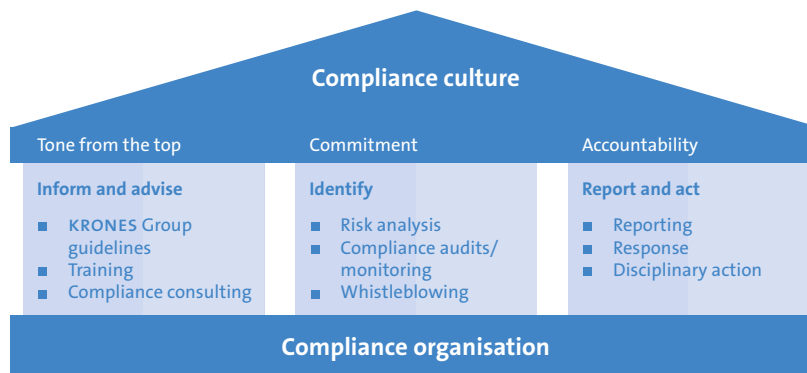 Compliance culture
Tone from the top
Commitment
Accountability
Inform and advise
KRONES Group
guidelines
Training
Compliance consulting
Identify
Risk analysis
Compliance audits/
monitoring
Whistleblowing
Report and act
Reporting
Response
Disciplinary action
Compliance organisation